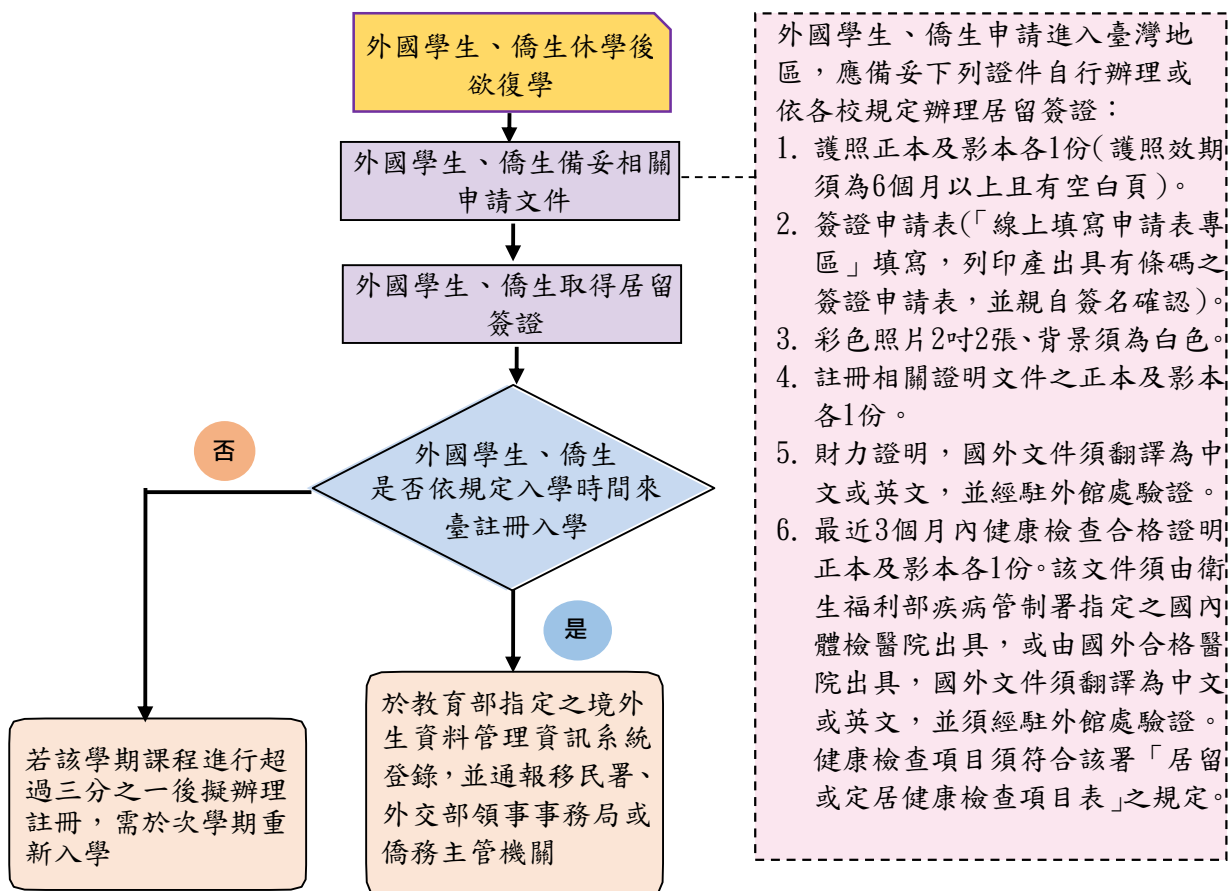 外國學生、僑生休學後
欲復學
外國學生、僑生備妥相關
申請文件
外國學生、僑生取得居留
簽證
外國學生、僑生
是否依規定入學時間來
臺註冊入學
否
是
若該學期課程進行超
過三分之一後擬辦理
註冊，需於次學期重
新入學
於教育部指定之境外
生資料管理資訊系統
登錄，並通報移民署、
外交部領事事務局或
僑務主管機關
外國學生、僑生申請進入臺灣地
區，應備妥下列證件自行辦理或
依各校規定辦理居留簽證：
1. 護照正本及影本各1份(護照效期
須為6個月以上且有空白頁)。
2. 簽證申請表(「線上填寫申請表專
區」填寫，列印產出具有條碼之
簽證申請表，並親自簽名確認)。
3. 彩色照片2吋2張、背景須為白色。
4. 註冊相關證明文件之正本及影本
各1份。
5. 財力證明，國外文件須翻譯為中
文或英文，並經駐外館處驗證。
6. 最近3個月內健康檢查合格證明
正本及影本各1份。該文件須由衛
生福利部疾病管制署指定之國內
體檢醫院出具，或由國外合格醫
院出具，國外文件須翻譯為中文
或英文，並須經駐外館處驗證。
健康檢查項目須符合該署「居留
或定居健康檢查項目表」之規定。